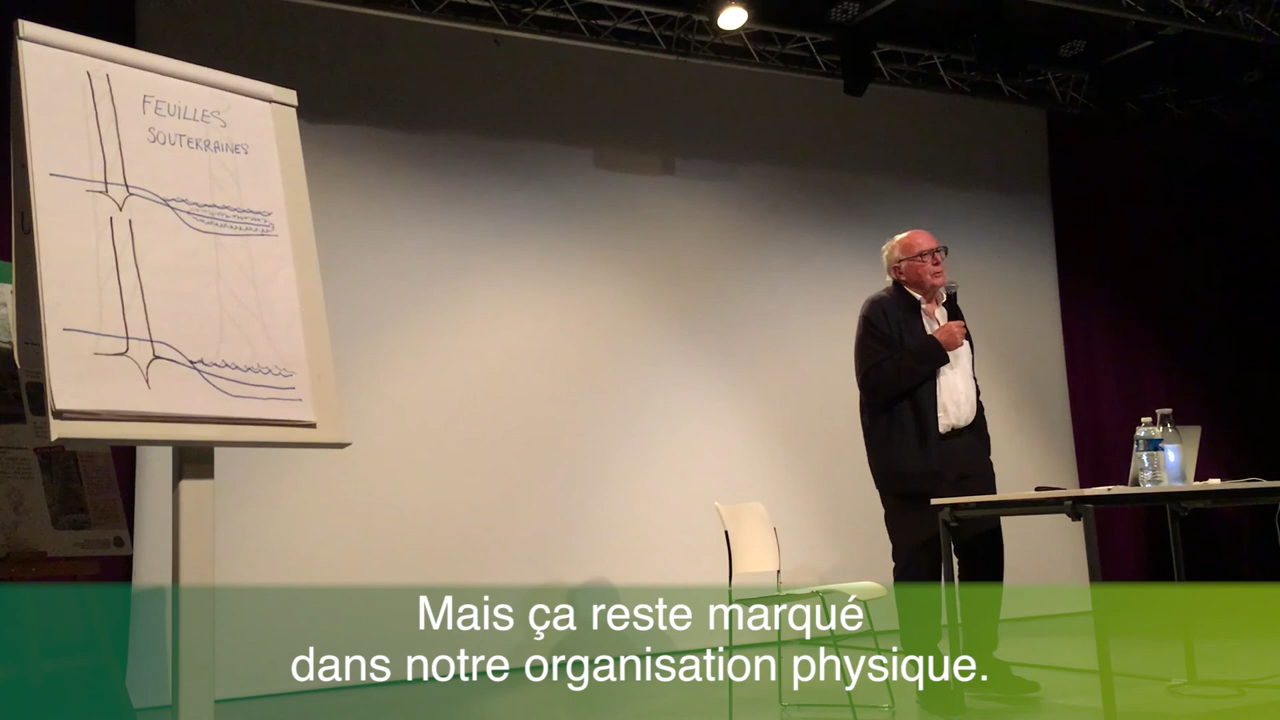 FEUILLES
SOUTERRAINES
Mais ça reste marqué
dans notre organisation physique.